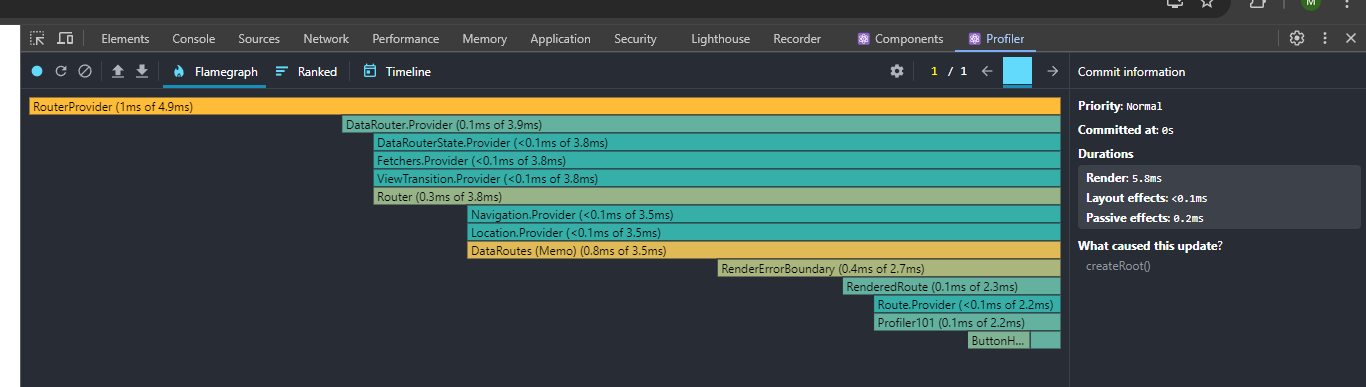 M
Elements Console Sources Network Performance Memory Application Security Lighthouse Recorder Components Profiler
Flamegraph Ranked Timeline 1 / 1 Commit information
RouterProvider (1ms of 4.9ms)
DataRouter.Provider (0.1ms of 3.9ms)
DataRouterState.Provider (<0.1ms of 3.8ms)
Fetchers.Provider (<0.1ms of 3.8ms)
ViewTransition.Provider (<0.1ms of 3.8ms)
Router (0.3ms of 3.8ms)
Navigation.Provider (<0.1ms of 3.5ms)
Location.Provider (<0.1ms of 3.5ms)
DataRoutes (Memo) (0.8ms of 3.5ms)
RenderErrorBoundary (0.4ms of 2.7ms)
RenderedRoute (0.1ms of 2.3ms)
Route.Provider (<0.1ms of 2.2ms)
Profiler101 (0.1ms of 2.2ms)
ButtonH...
Priority: Normal
Committed at: 0s
Durations
Render: 5.8ms
Layout effects: <0.1ms
Passive effects: 0.2ms
What caused this update?
createRoot()